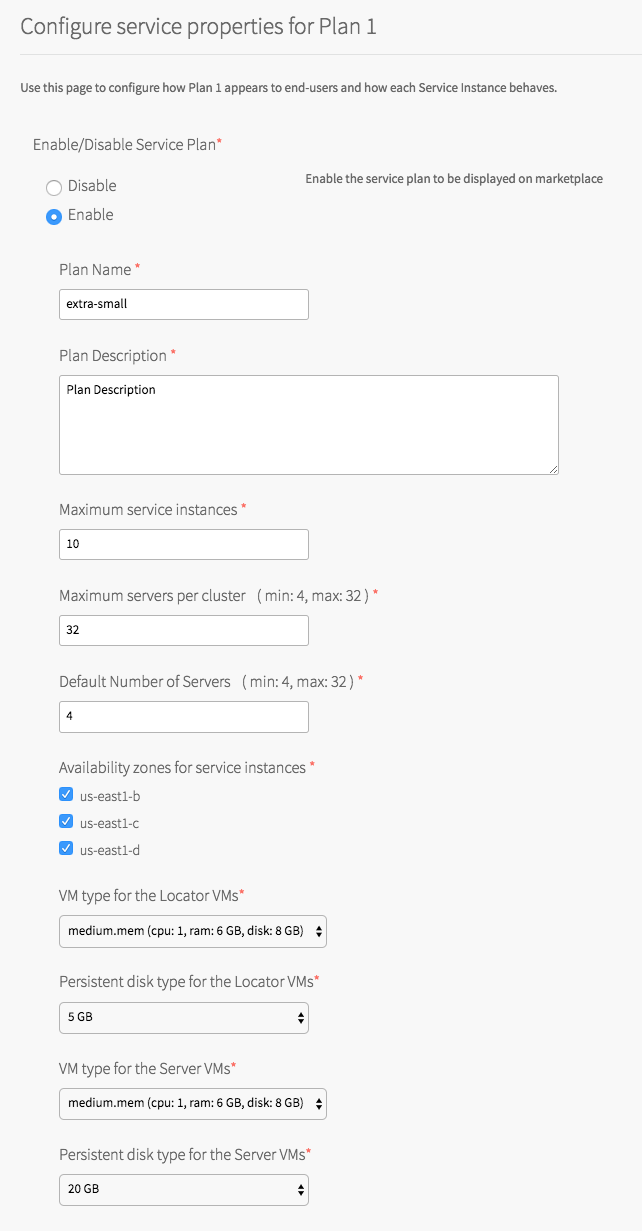 Configure service properties for Plan 1
Use this page to configure how Plan 1 appears to end-users and how each Service Instance behaves.
Enable/Disable Service Plan*
Disable
Enable the service plan to be displayed on marketplace
Enable
Plan Name *
extra-small
Plan Description *
Plan Description
Maximum service instances *
10
Maximum servers per cluster ( min: 4, max: 32 ) *
32
Default Number of Servers ( min: 4, max: 32 ) *
4
Availability zones for service instances *
us-east1-b
us-east1-c
us-east1-d
VM type for the Locator VMs*
medium.mem (cpu: 1, ram: 6 GB, disk: 8 GB)
Persistent disk type for the Locator VMs*
5 GB
VM type for the Server VMs*
medium.mem (cpu: 1, ram: 6 GB, disk: 8 GB)
Persistent disk type for the Server VMs*
20 GB